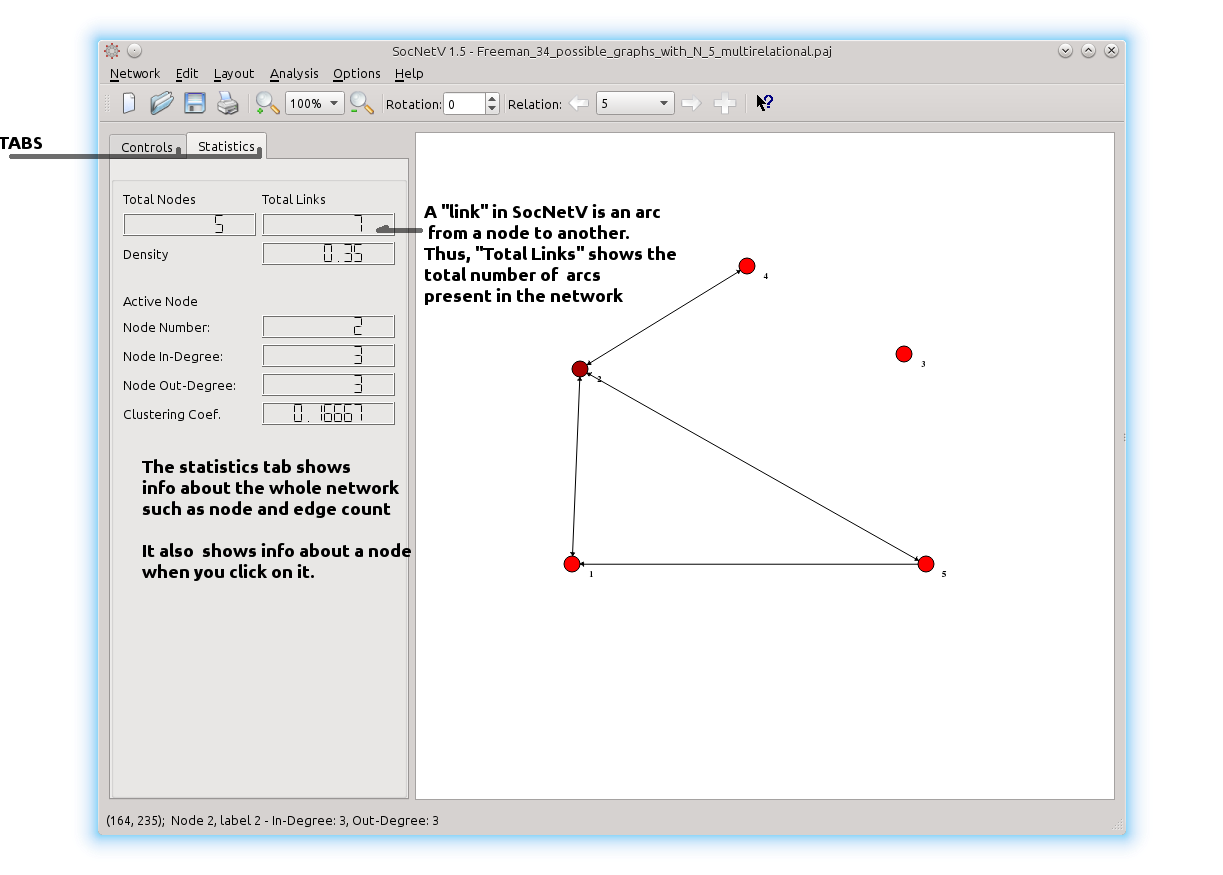 SocNetV 1.5 - Freeman_34_possible_graphs_with_N_5_multirelational.paj
Network Edit Layout Analysis Options Help
100% Rotation: 0 Relation: 5
TABS
Controls Statistics
Total Nodes Total Links
5 7
Density 0.35
Active Node
Node Number: 2
Node In-Degree: 3
Node Out-Degree: 3
Clustering Coef. 0.16667
The statistics tab shows
info about the whole network
such as node and edge count
It also shows info about a node
when you click on it.
A "link" in SocNetV is an arc
from a node to another.
Thus, "Total Links" shows the
total number of arcs
present in the network
4
3
2
1
5
(164, 235); Node 2, label 2 - In-Degree: 3, Out-Degree: 3